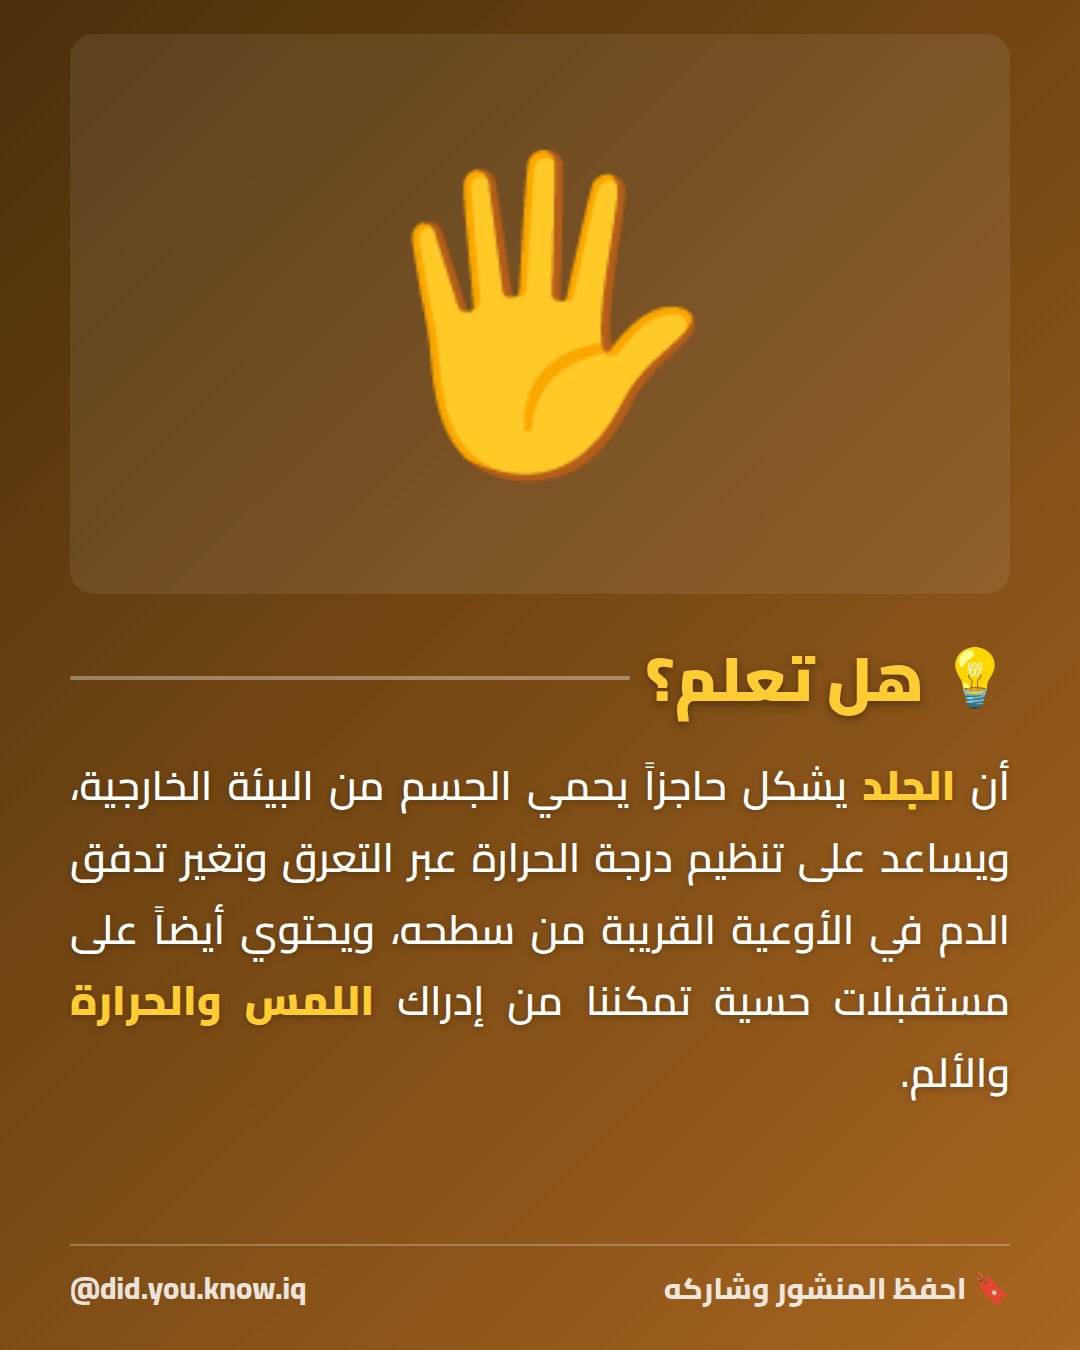 هل تعلم؟
أن الجلد يشكل حاجزاً يحمي الجسم من البيئة الخارجية،
ويساعد على تنظيم درجة الحرارة عبر التعرق وتغير تدفق
الدم في الأوعية القريبة من سطحه، ويحتوي أيضاً على
مستقبلات حسية تمكننا من إدراك اللمس والحرارة
والألم.
احفظ المنشور وشاركه
@did.you.know.iq